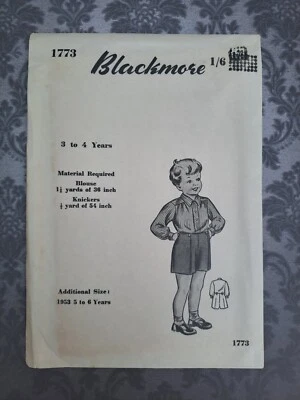 1773 Blackmore 1/6
3 to 4 Years
Material Required
Blouse
1¼ yards of 36 inch
Knickers
½ yard of 54 inch
Additional Size:
1053 5 to 6 Years
1773